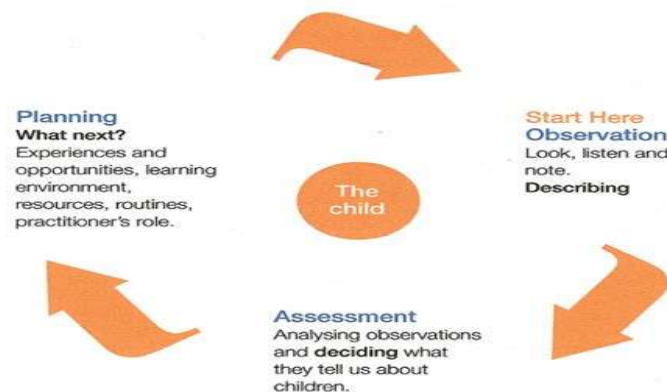 Planning
What next?
Experiences and
opportunities, learning
environment,
resources, routines,
practitioner's role.
Start Here
Observation
Look, listen and
note.
Describing
The
child
Assessment
Analysing observations
and deciding what
they tell us about
children.